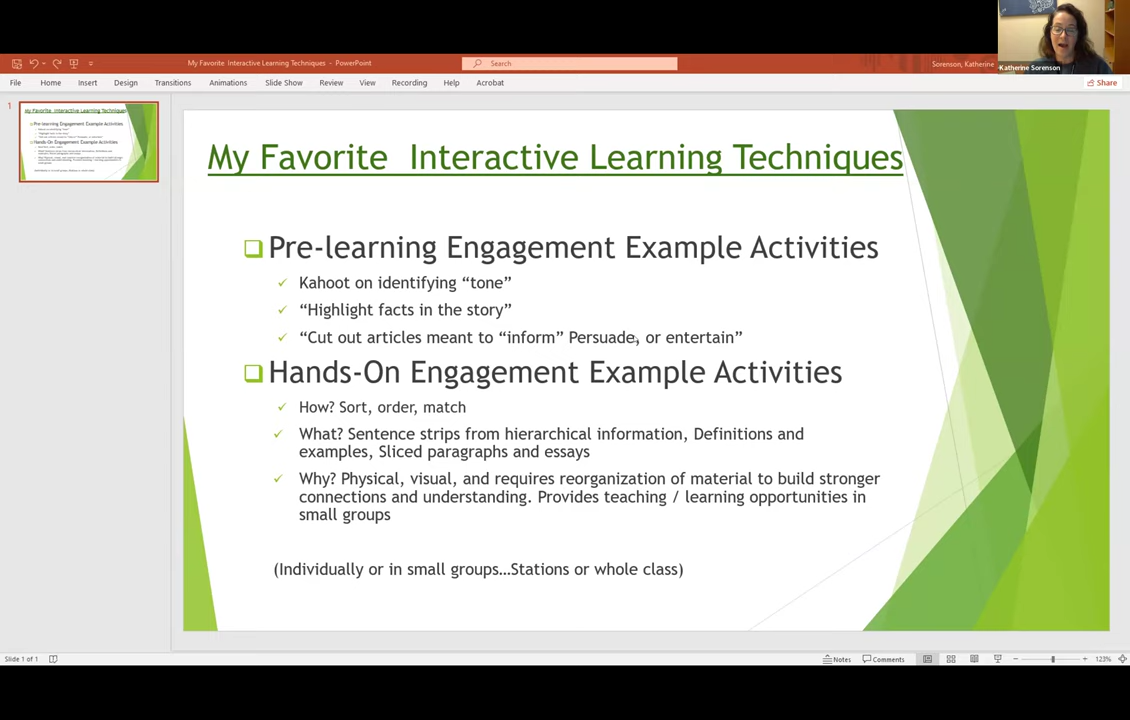 Katherine Sorenson
My Favorite Interactive Learning Techniques - PowerPoint
Search
Sorenson, Katherine
File Home Insert Design Transitions Animations Slide Show Review View Recording Help Acrobat Share
1
My Favorite  Interactive Learning Techniques
Pre-learning Engagement Example Activities
Kahoot on identifying “tone”
“Highlight facts in the story”
“Cut out articles meant to “inform” Persuade, or entertain”
Hands-On Engagement Example Activities
How? Sort, order, match
What? Sentence strips from hierarchical information, Definitions and
examples, Sliced paragraphs and essays
Why? Physical, visual, and requires reorganization of material to build stronger
connections and understanding. Provides teaching / learning opportunities in
small groups
(Individually or in small groups…Stations or whole class)
Slide 1 of 1 Notes Comments 123%